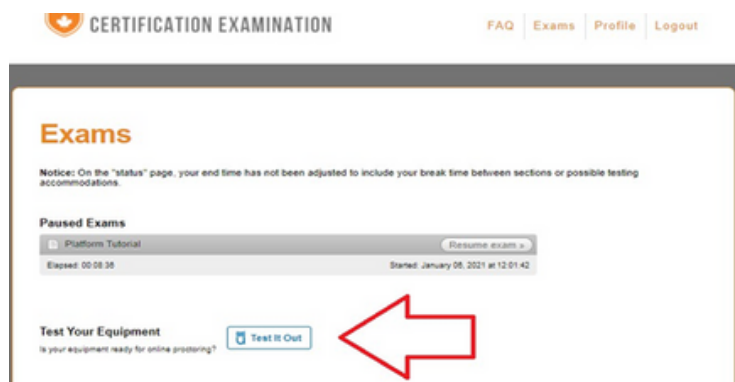 CERTIFICATION EXAMINATION
FAQ Exams Profile Logout
Exams
Notice: On the "status" page, your end time has not been adjusted to include your break time between sections or possible testing
accommodations.
Paused Exams
Platform Tutorial Resume exam »
Elapsed: 00:08:36 Started: January 06, 2021 at 12:01:42
Test Your Equipment
Is your equipment ready for online proctoring?
Test It Out